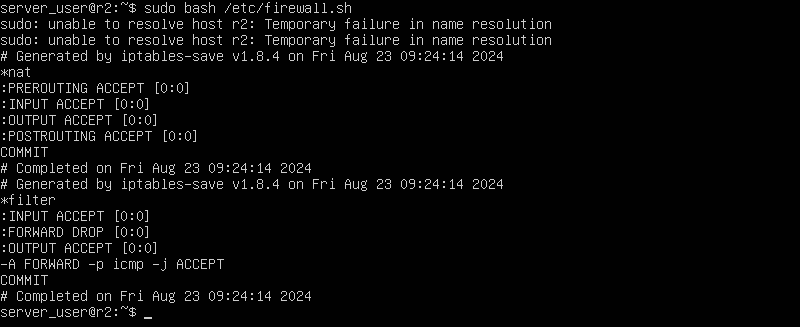 server_user@r2:~$ sudo bash /etc/firewall.sh
sudo: unable to resolve host r2: Temporary failure in name resolution
sudo: unable to resolve host r2: Temporary failure in name resolution
# Generated by iptables-save v1.8.4 on Fri Aug 23 09:24:14 2024
*nat
:PREROUTING ACCEPT [0:0]
:INPUT ACCEPT [0:0]
:OUTPUT ACCEPT [0:0]
:POSTROUTING ACCEPT [0:0]
COMMIT
# Completed on Fri Aug 23 09:24:14 2024
# Generated by iptables-save v1.8.4 on Fri Aug 23 09:24:14 2024
*filter
:INPUT ACCEPT [0:0]
:FORWARD DROP [0:0]
:OUTPUT ACCEPT [0:0]
-A FORWARD -p icmp -j ACCEPT
COMMIT
# Completed on Fri Aug 23 09:24:14 2024
server_user@r2:~$ _